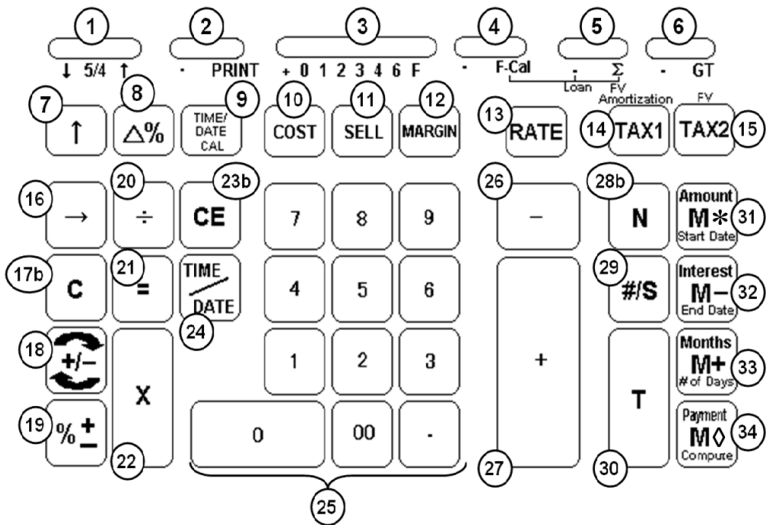 1 2 3 4 5 6
↓ 5/4 ↑ - PRINT + 0 1 2 3 4 6 F - F-Cal - Σ - GT
Loan FV
Amortization FV
7 8 9 10 11 12 13 14 15
↑ △% TIME/ DATE CAL COST SELL MARGIN RATE TAX1 TAX2
16 20 23b 26 28b 31
→ ÷ CE 7 8 9 − N Amount M* Start Date
17b 21 24 29 32
C = TIME/DATE 4 5 6 #/S Interest M− End Date
18 33
+/− X 1 2 3 + T Months M+ # of Days
19 22 27 30 34
% ± 0 00 . Payment M◊ Compute
25